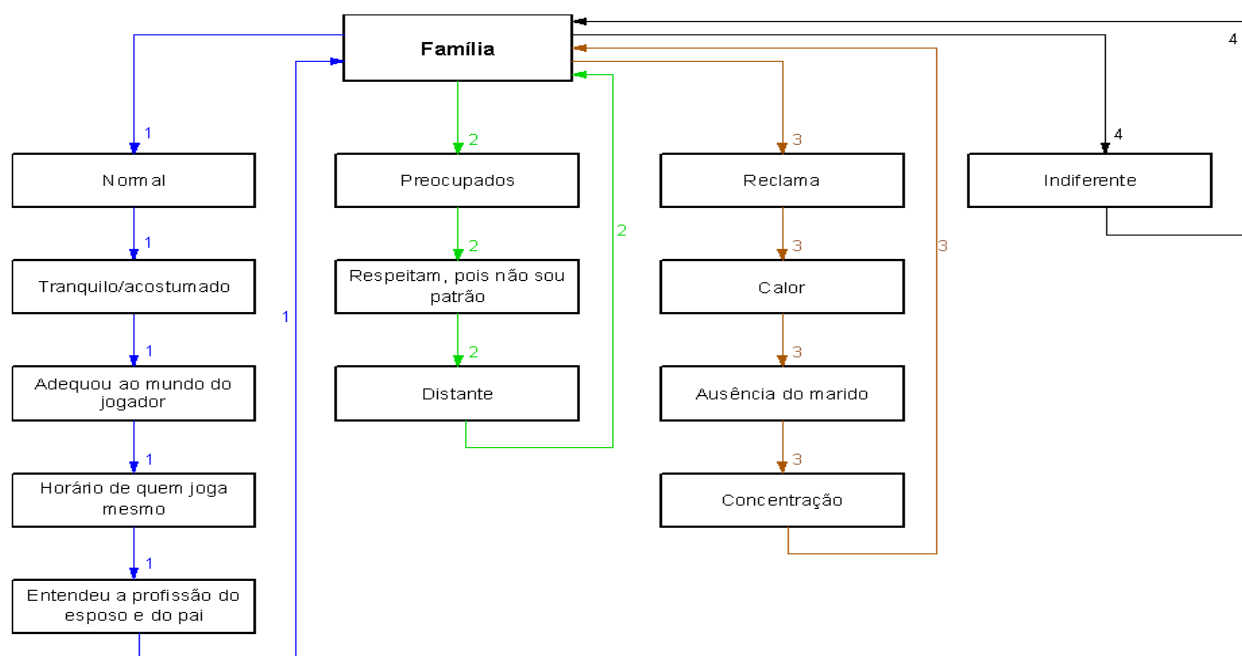 Família
4
1
2
3
4
Normal
Preocupados
Reclama
Indiferente
1
2
3
2
3
Tranquilo/acostumado
Respeitam, pois não sou
patrão
Calor
1
1
2
3
Adequou ao mundo do
jogador
Distante
Ausência do marido
1
3
Horário de quem joga
mesmo
Concentração
1
Entendeu a profissão do
esposo e do pai